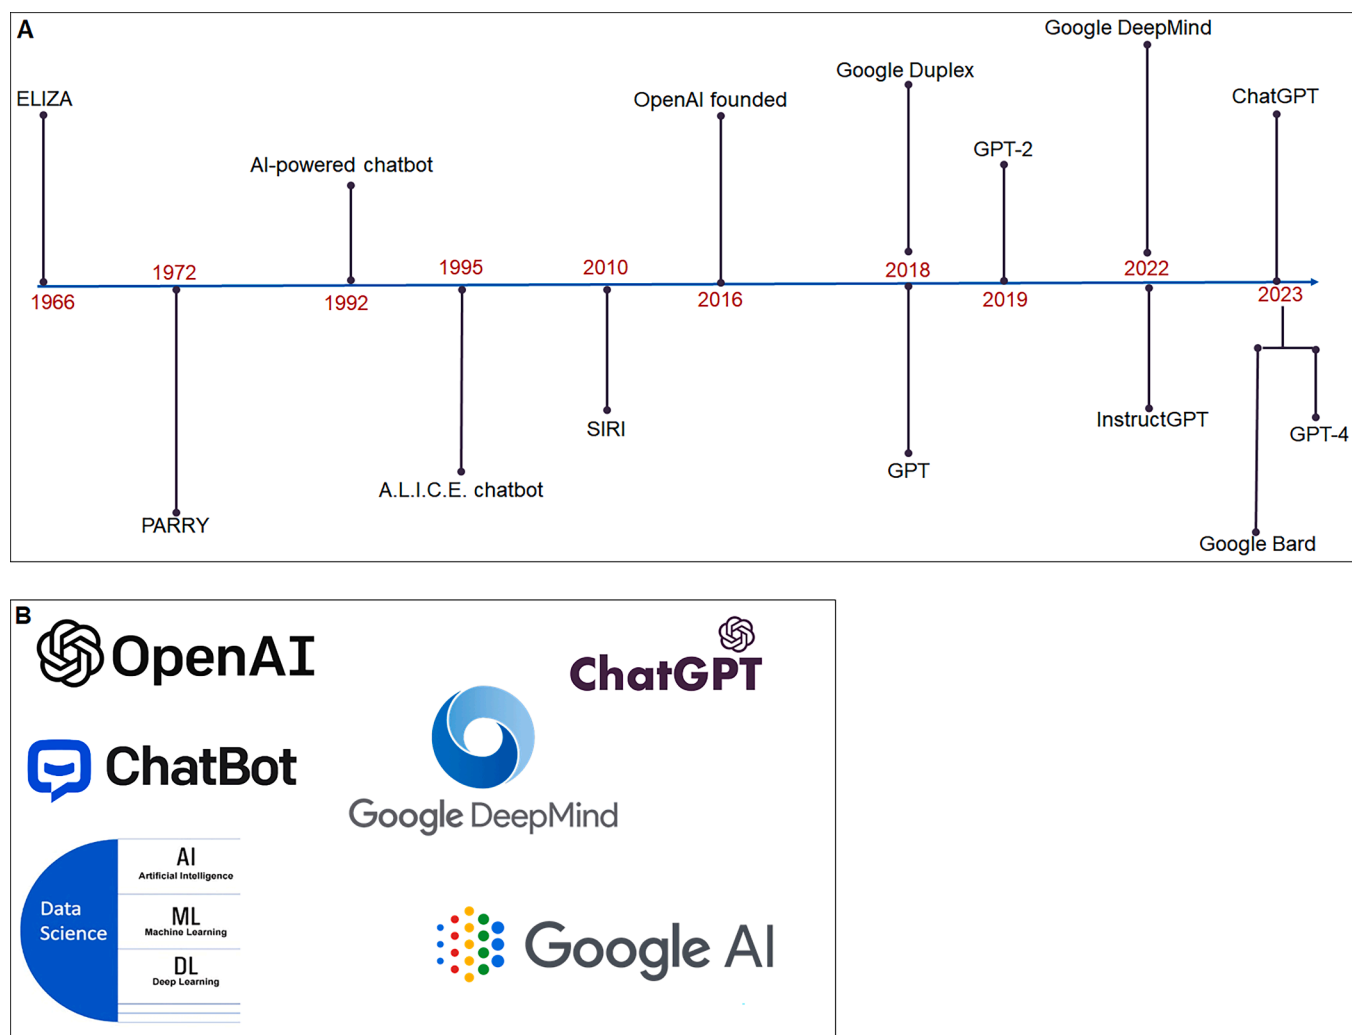 A
Google DeepMind
Google Duplex
ELIZA
OpenAI founded
ChatGPT
GPT-2
AI-powered chatbot
1972
1995
2010
2018
2022
1966
1992
2016
2019
2023
SIRI
InstructGPT
GPT-4
GPT
A.L.I.C.E. chatbot
PARRY
Google Bard
B
OpenAI
ChatGPT
ChatBot
Google DeepMind
Data
Science
AI
Artificial Intelligence
ML
Machine Learning
DL
Deep Learning
Google AI